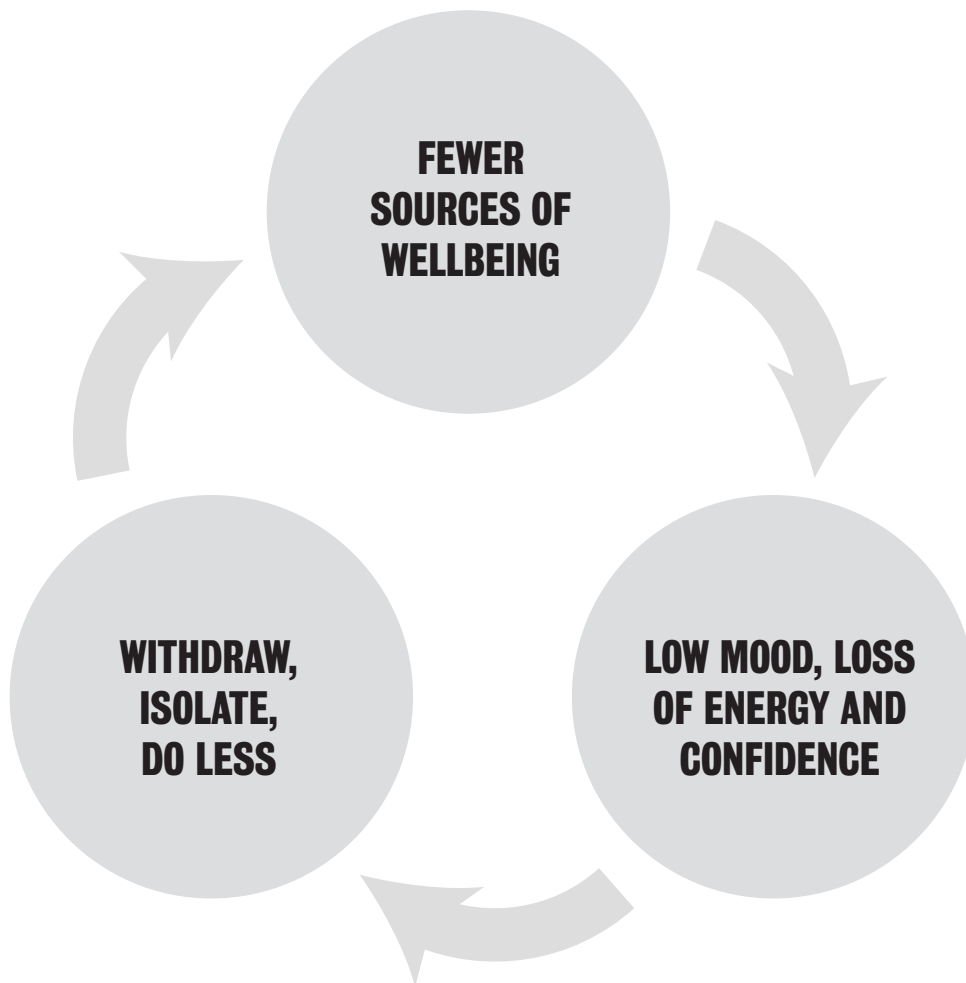 FEWER
SOURCES OF
WELLBEING
LOW MOOD, LOSS
OF ENERGY AND
CONFIDENCE
WITHDRAW,
ISOLATE,
DO LESS